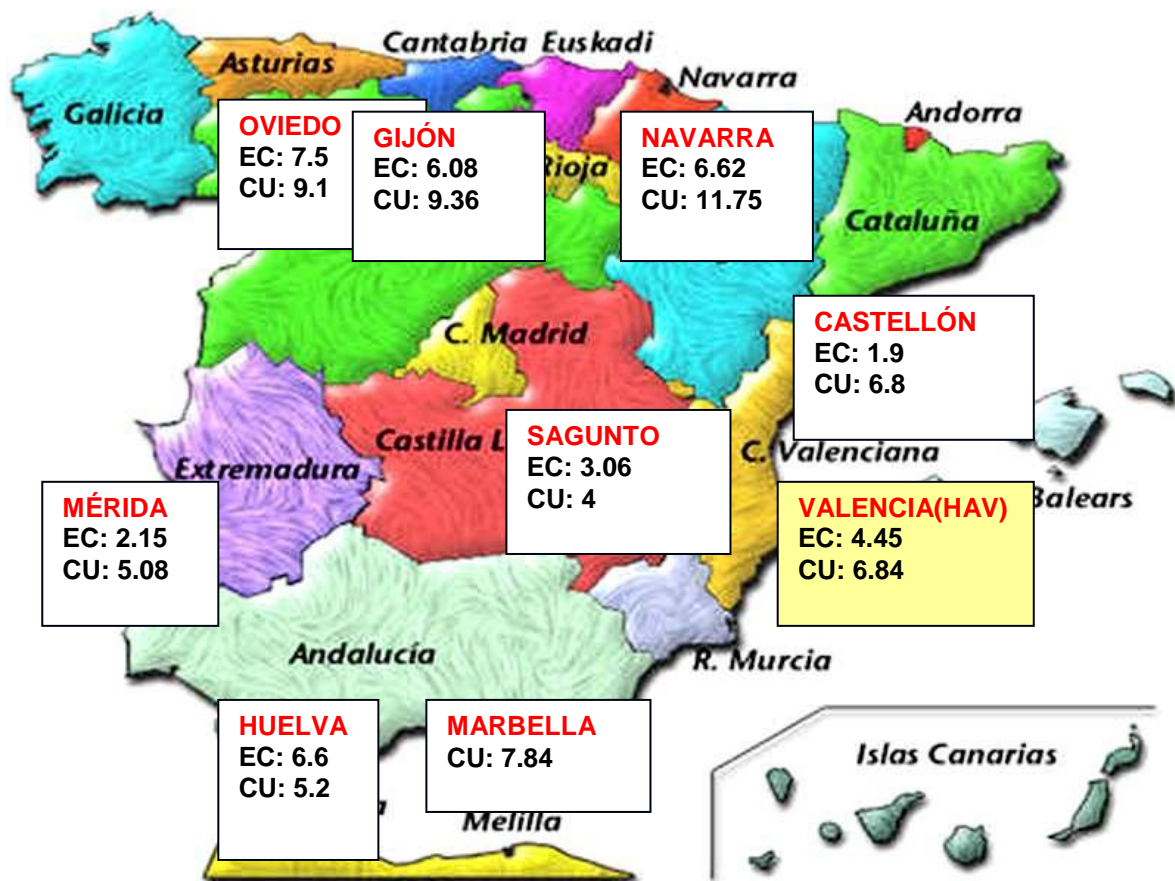 Cantabria Euskadi
Asturias
Navarra
Galicia
Andorra
OVIEDO
EC: 7.5
CU: 9.1
GIJÓN
EC: 6.08
CU: 9.36
Rioja
NAVARRA
EC: 6.62
CU: 11.75
Cataluña
C. Madrid
CASTELLÓN
EC: 1.9
CU: 6.8
Castilla L
SAGUNTO
EC: 3.06
CU: 4
C. Valenciana
Extremadura
MÉRIDA
EC: 2.15
CU: 5.08
VALENCIA(HAV)
EC: 4.45
CU: 6.84
Balears
Andalucía
R. Murcia
HUELVA
EC: 6.6
CU: 5.2
MARBELLA
CU: 7.84
Islas Canarias
Melilla